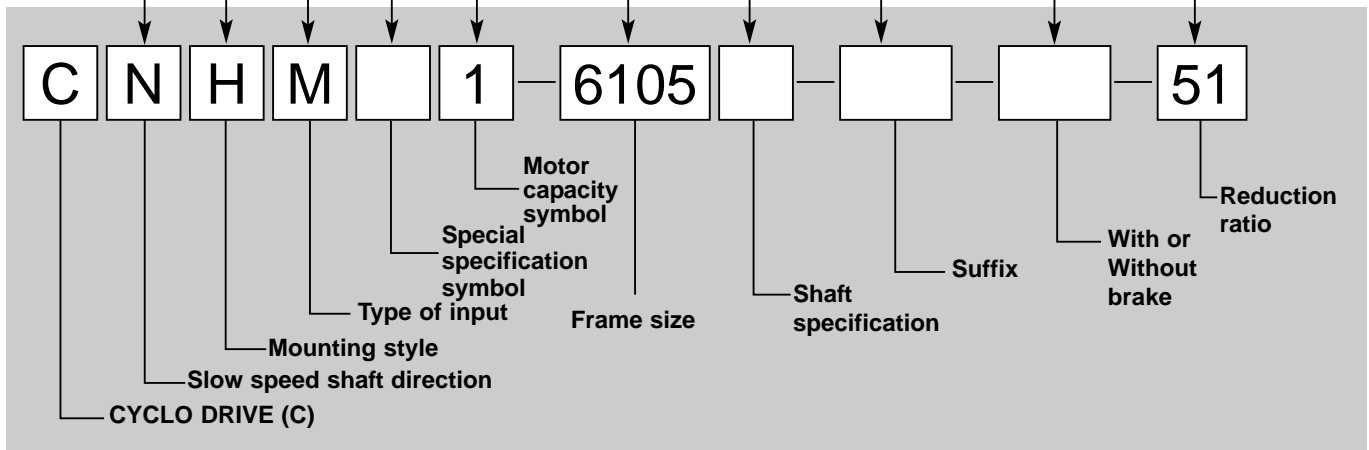 C N H M 1 — 6105 — — — 51
Motor
capacity
symbol
Reduction
ratio
Special
specification
symbol
With or
Without
brake
Suffix
Shaft
specification
Type of input
Frame size
Mounting style
Slow speed shaft direction
CYCLO DRIVE (C)